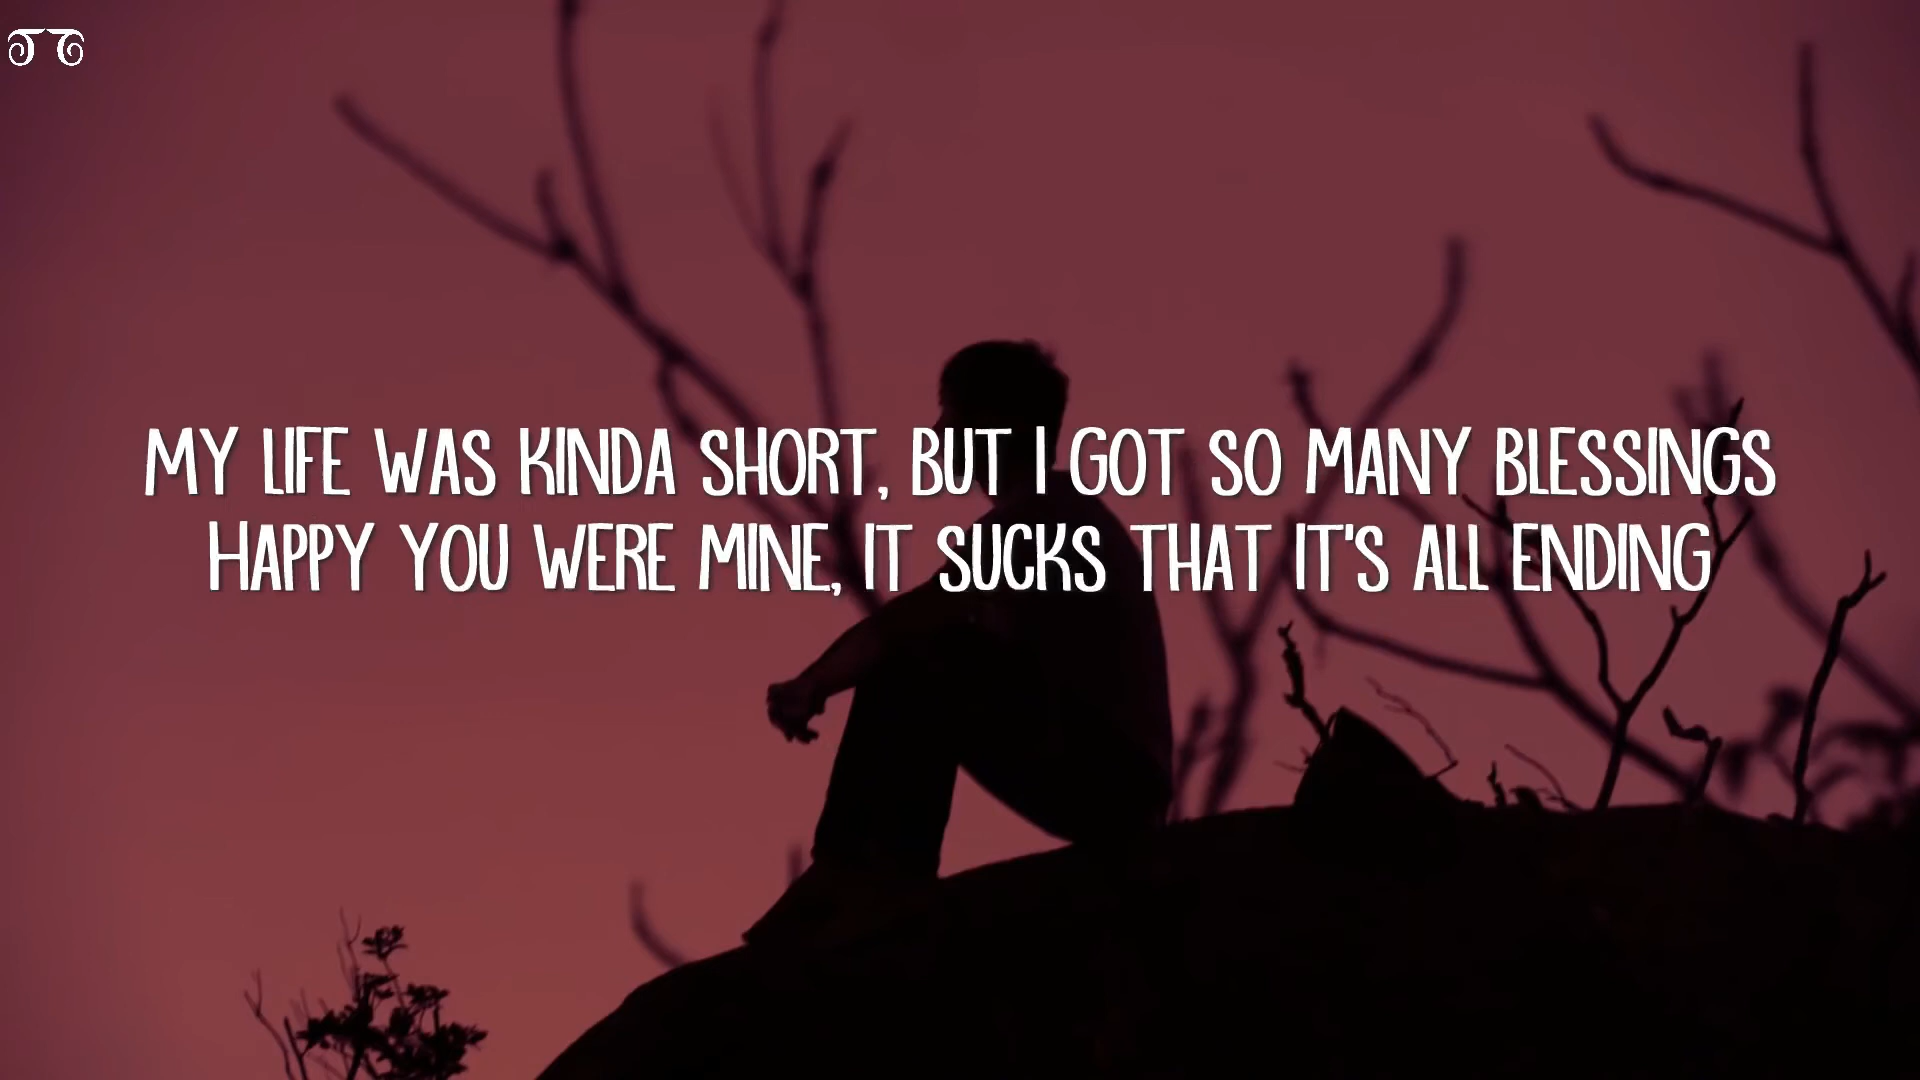 MY LIFE WAS KINDA SHORT, BUT I GOT SO MANY BLESSINGS
HAPPY YOU WERE MINE, IT SUCKS THAT IT'S ALL ENDING